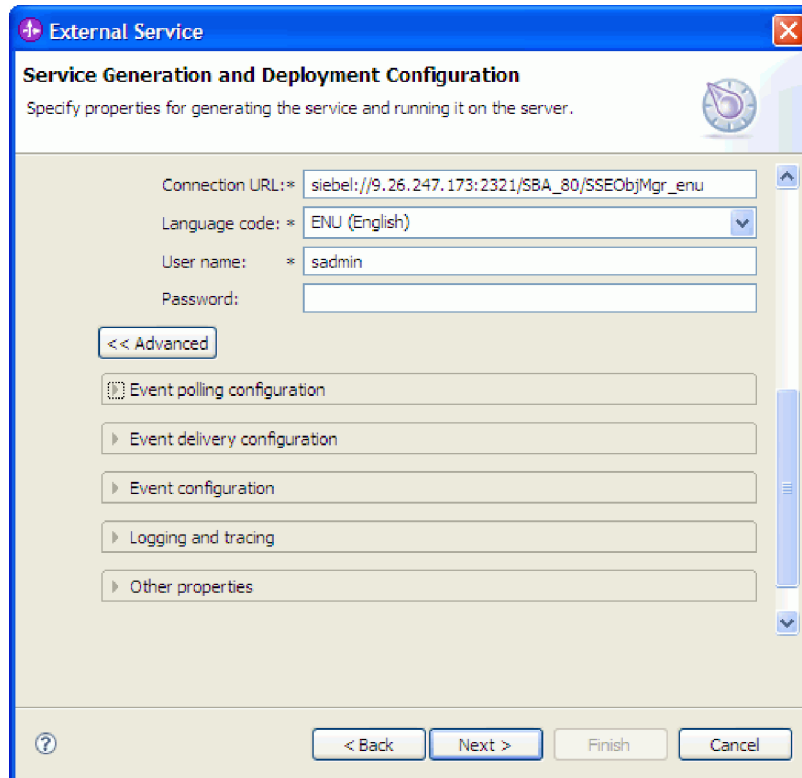 External Service
Service Generation and Deployment Configuration
Specify properties for generating the service and running it on the server.
Connection URL:* siebel://9.26.247.173:2321/SBA_80/SSEObjMgr_enu
Language code: * ENU (English)
User name: * sadmin
Password:
<< Advanced
Event polling configuration
Event delivery configuration
Event configuration
Logging and tracing
Other properties
? < Back Next > Finish Cancel